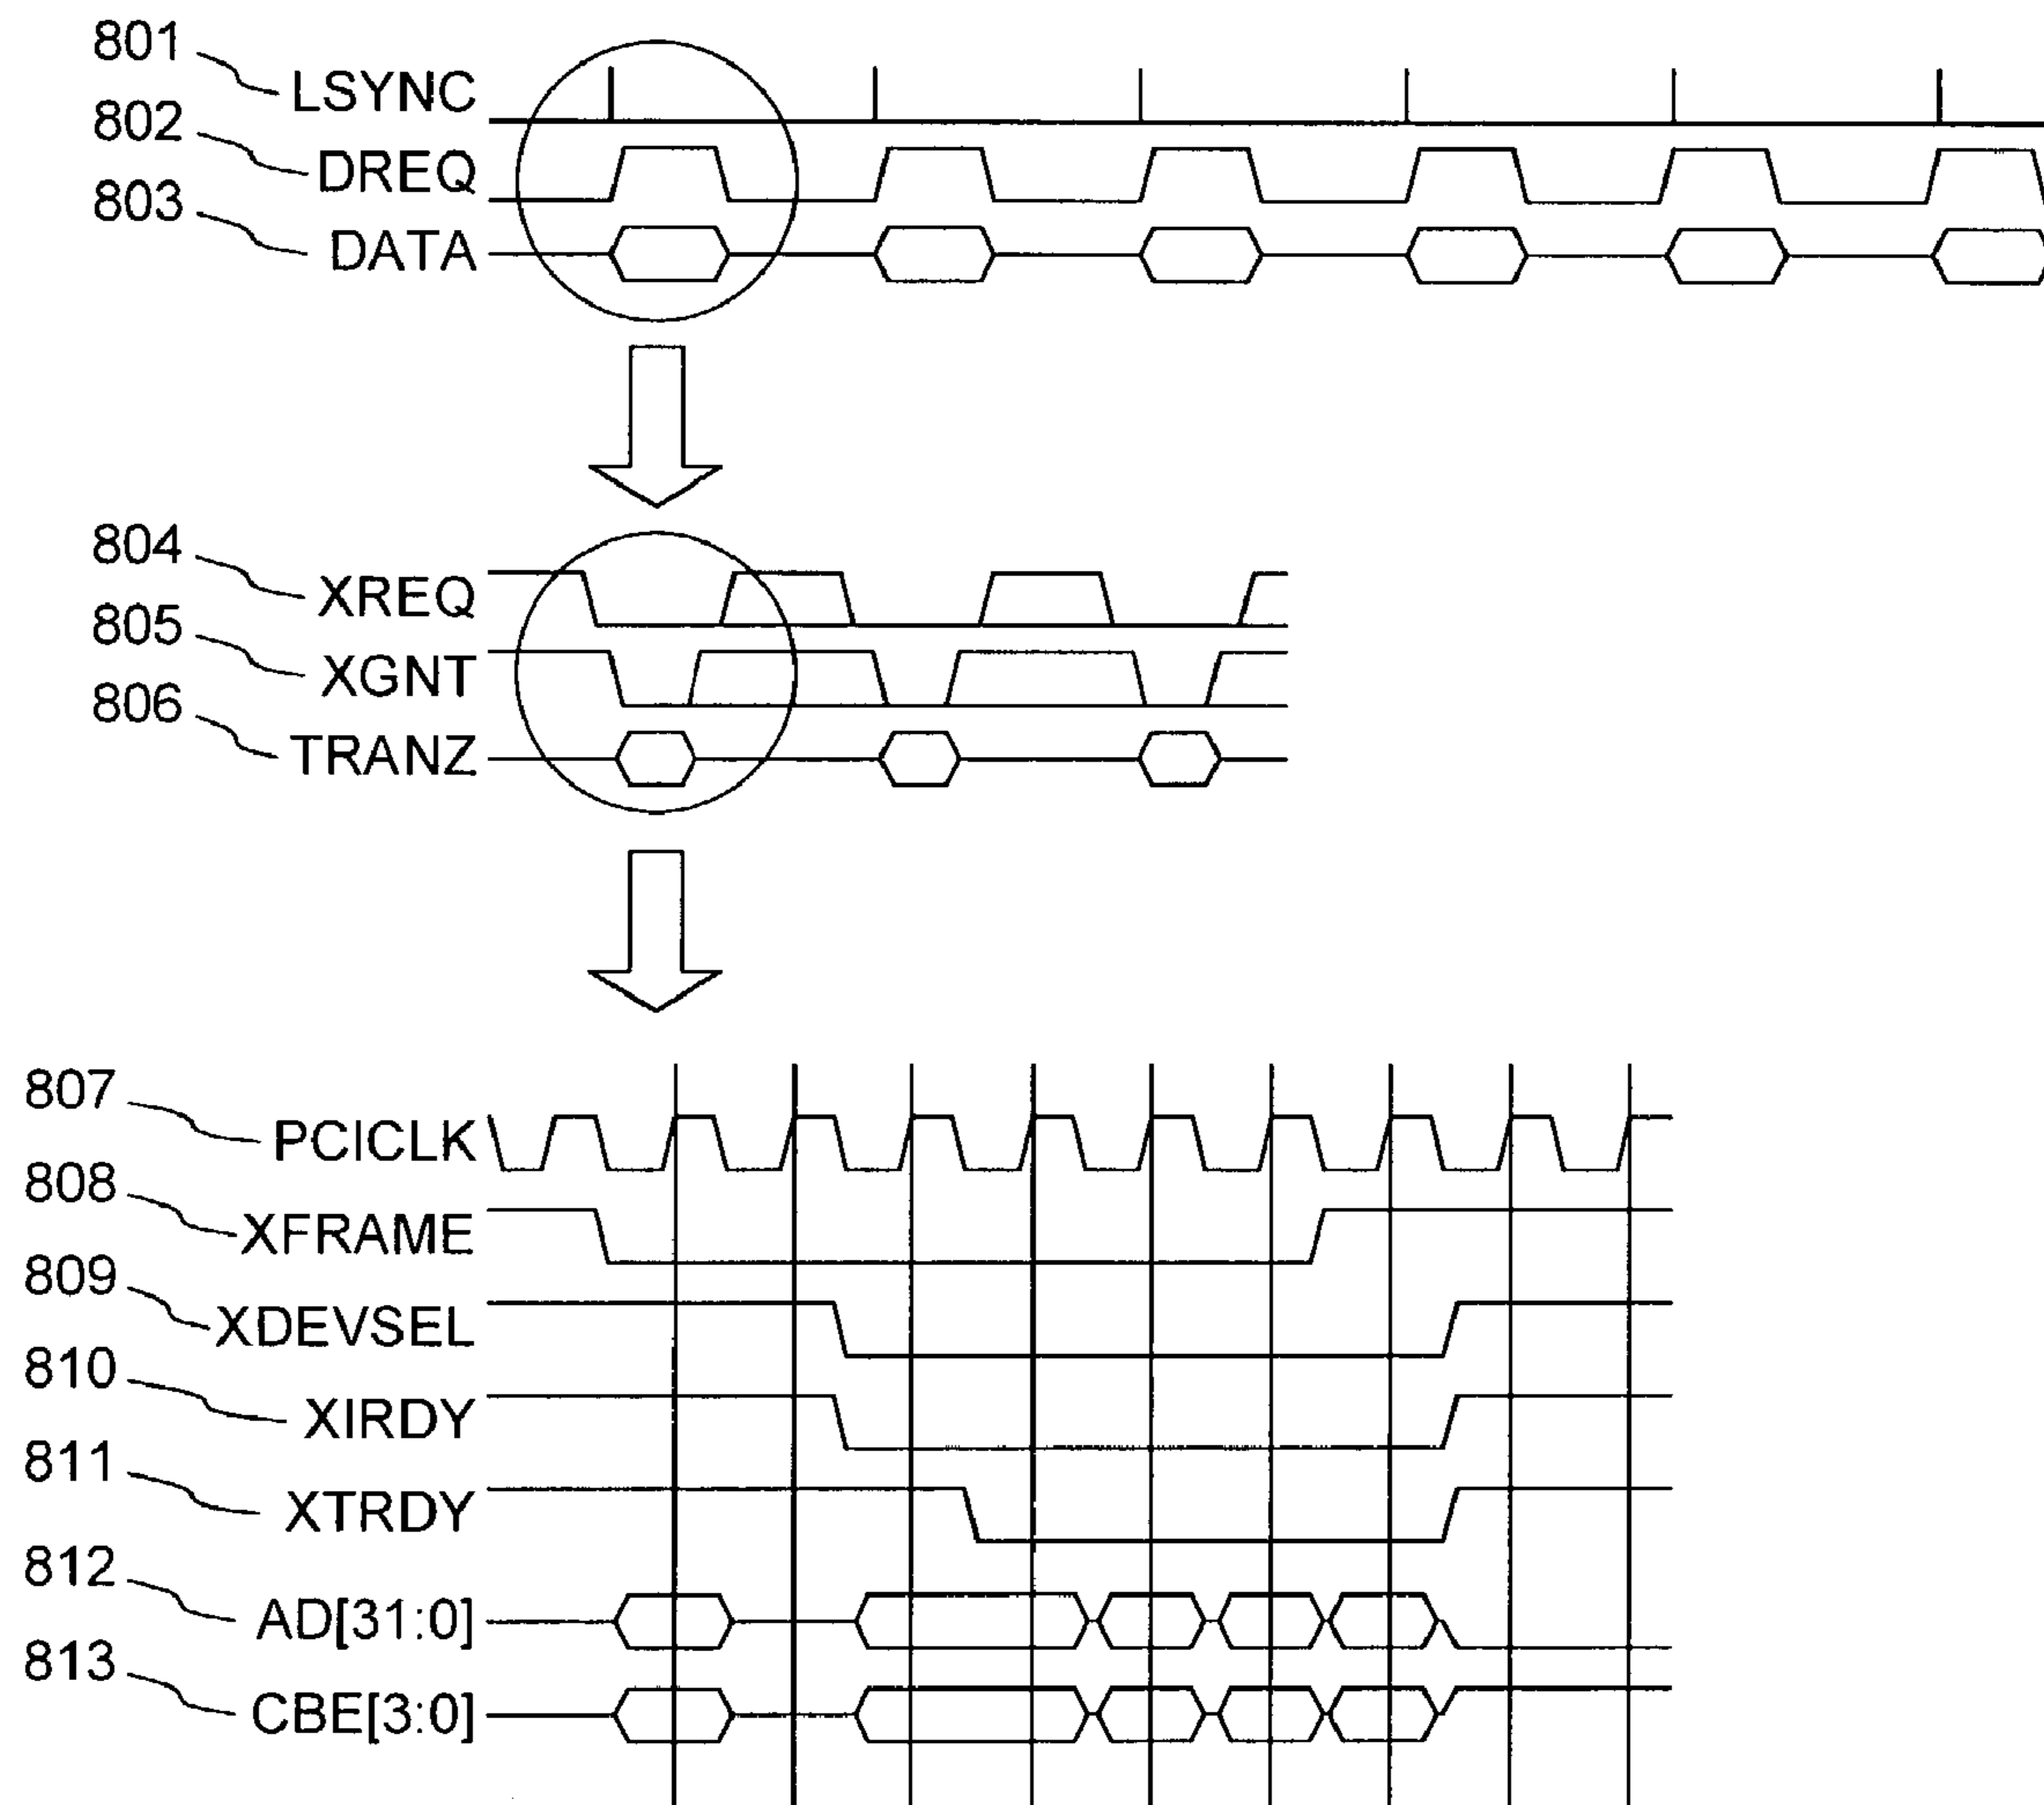 801
LSYNC
802
DREQ
803
DATA
804
XREQ
805
XGNT
806
TRANZ
807
PCICLK
808
XFRAME
809
XDEVSEL
810
XIRDY
811
XTRDY
812
AD[31:0]
813
CBE[3:0]